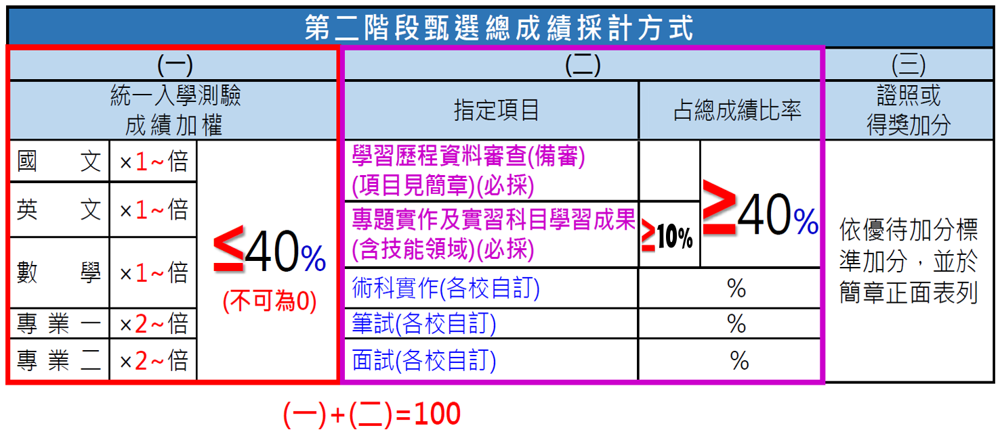 第二階段甄選總成績採計方式
(一)
(二)
(三)
統一入學測驗
成績加權
指定項目
占總成績比率
證照或
得獎加分
國文
×1~倍
英文
×1~倍
數學
×1~倍
專業一
×2~倍
專業二
×2~倍
≤40%
(不可為0)
學習歷程資料審查(備審)
(項目見簡章)(必採)
專題實作及實習科目學習成果
(含技能領域)(必採)
≥10%
≥40%
術科實作(各校自訂)
%
筆試(各校自訂)
%
面試(各校自訂)
%
依優待加分標
準加分，並於
簡章正面表列
(一)+(二)=100